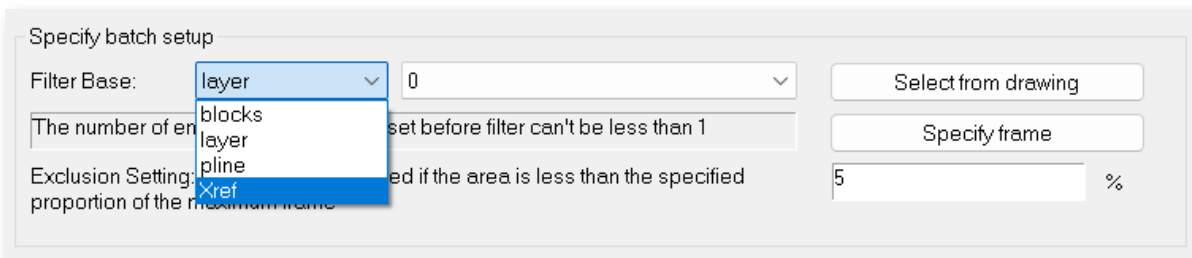 Specify batch setup
Filter Base: layer 0 Select from drawing
blocks
The number of en set before filter can't be less than 1 Specify frame
layer
pline
Exclusion Setting: ed if the area is less than the specified 5 %
Xref
proportion of the maximum frame